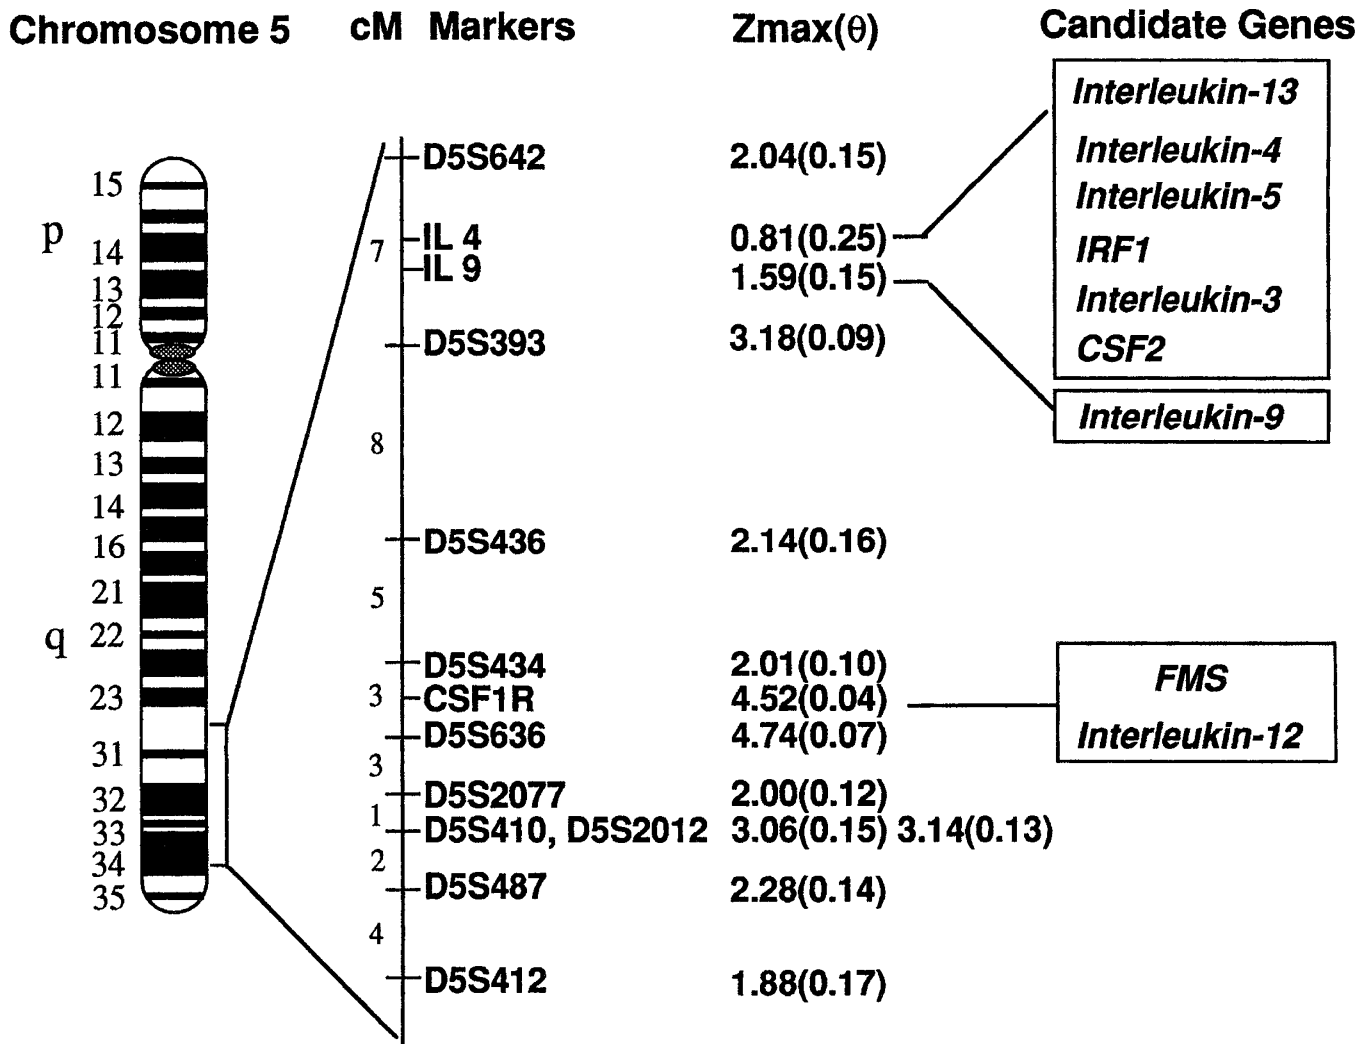 Chromosome 5 cM Markers Zmax(θ) Candidate Genes
p
15
14
13
12
11
q
11
12
13
14
16
21
22
23
31
32
33
34
35
D5S642 2.04(0.15)
7
IL 4 0.81(0.25)
IL 9 1.59(0.15)
D5S393 3.18(0.09)
8
D5S436 2.14(0.16)
5
D5S434 2.01(0.10)
3
CSF1R 4.52(0.04)
D5S636 4.74(0.07)
3
D5S2077 2.00(0.12)
1
D5S410, D5S2012 3.06(0.15) 3.14(0.13)
2
D5S487 2.28(0.14)
4
D5S412 1.88(0.17)
Interleukin-13
Interleukin-4
Interleukin-5
IRF1
Interleukin-3
CSF2
Interleukin-9
FMS
Interleukin-12